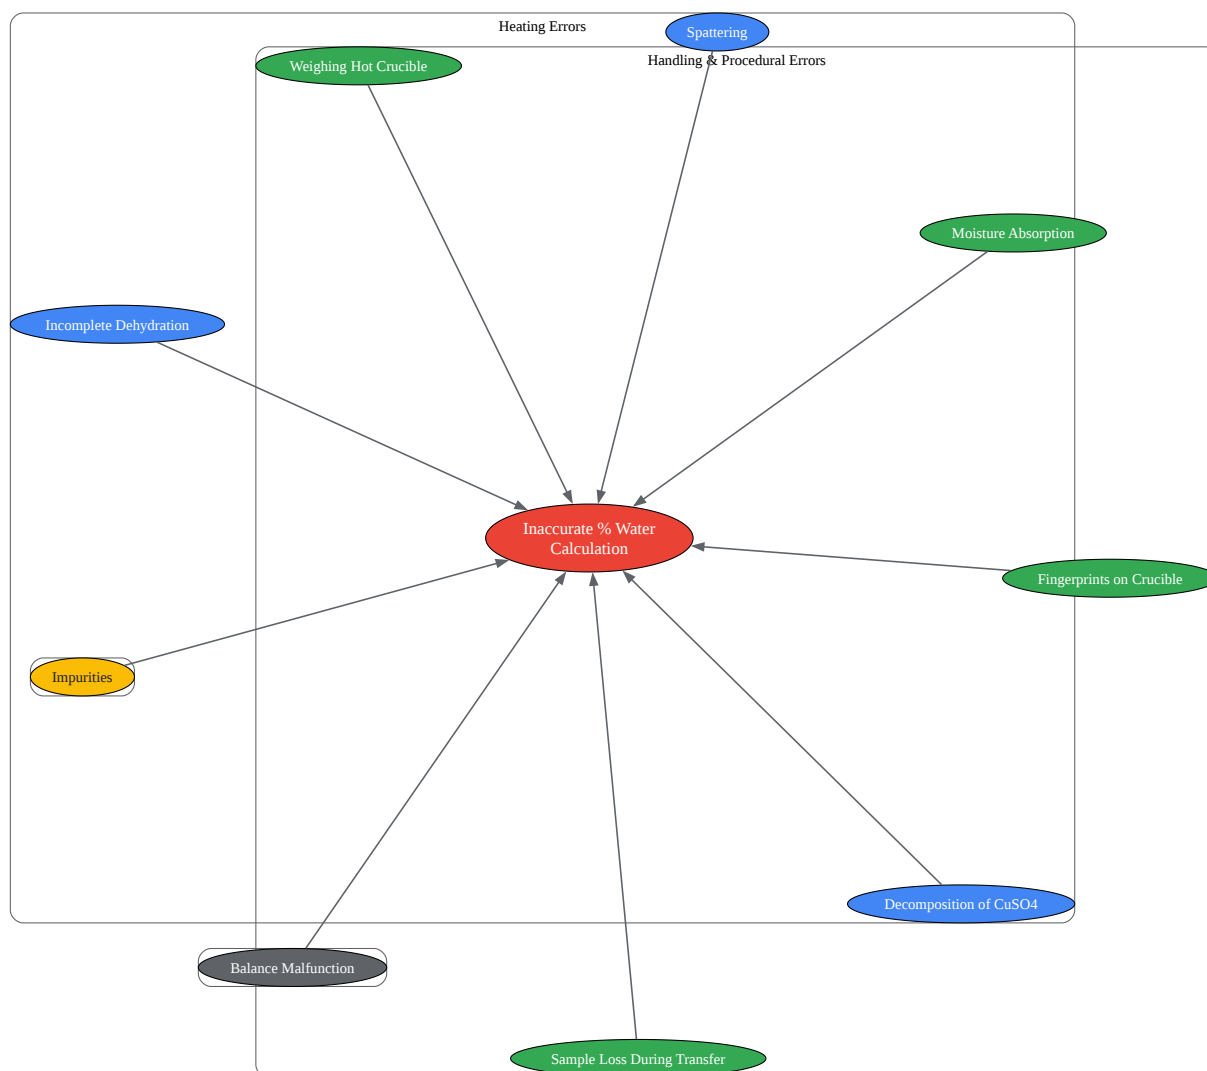 Heating Errors
Spattering
Handling & Procedural Errors
Weighing Hot Crucible
Moisture Absorption
Incomplete Dehydration
Inaccurate % Water
Calculation
Fingerprints on Crucible
Impurities
Decomposition of CuSO4
Balance Malfunction
Sample Loss During Transfer